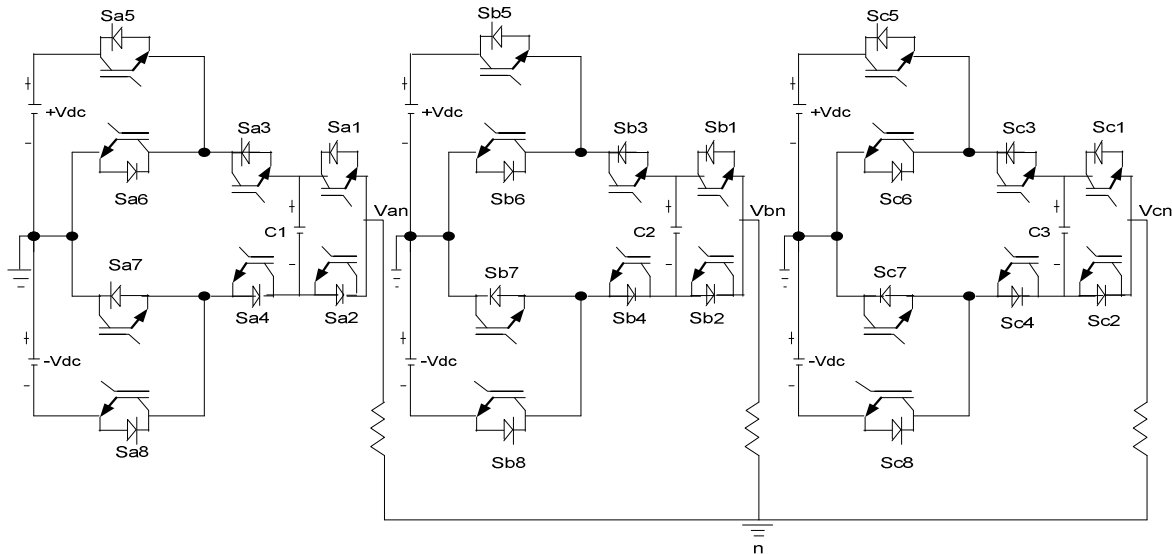 Sa5
Sb5
Sc5
+
+Vdc
-
+
+Vdc
-
+
+Vdc
-
Sa3
Sa1
Sb3
Sb1
Sc3
Sc1
Sa6
Sb6
Sc6
+
C1
-
Van
+
C2
-
Vbn
+
C3
-
Vcn
Sa7
Sb7
Sc7
Sa4
Sa2
Sb4
Sb2
Sc4
Sc2
+
-Vdc
-
+
-Vdc
-
+
-Vdc
-
Sa8
Sb8
Sc8
n